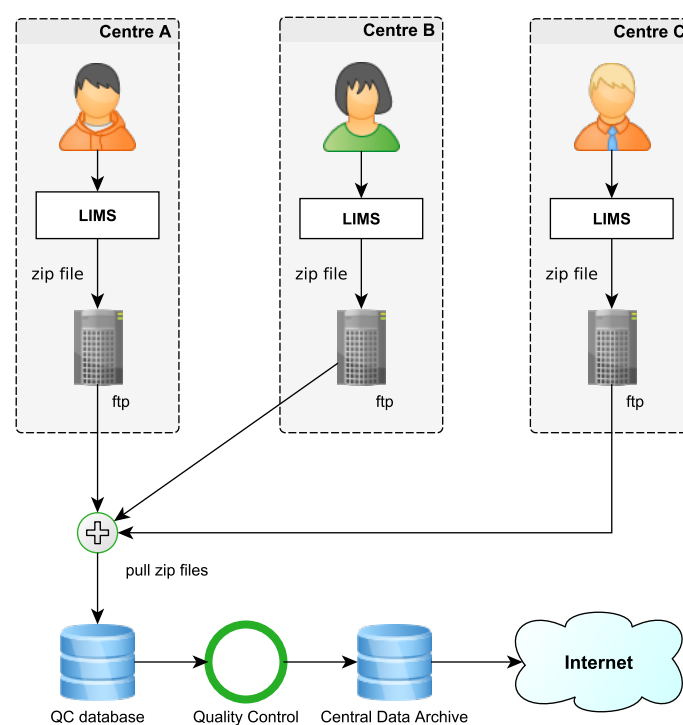 Centre A
Centre B
Centre C
LIMS
LIMS
LIMS
zip file
zip file
zip file
ftp
ftp
ftp
pull zip files
Internet
QC database
Quality Control
Central Data Archive